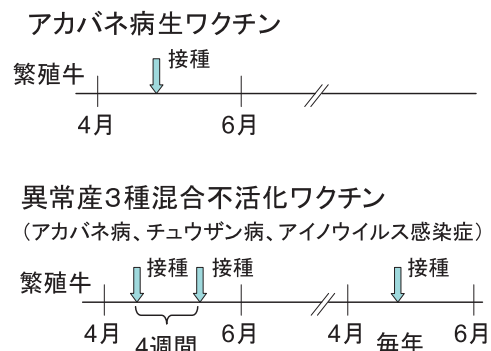 アカバネ病生ワクチン
接種
繁殖牛
4月 6月
異常産3種混合不活化ワクチン
（アカバネ病、チュウザン病、アイノウイルス感染症）
接種 接種 接種
繁殖牛
4月 6月 4月 6月
4週間 毎年